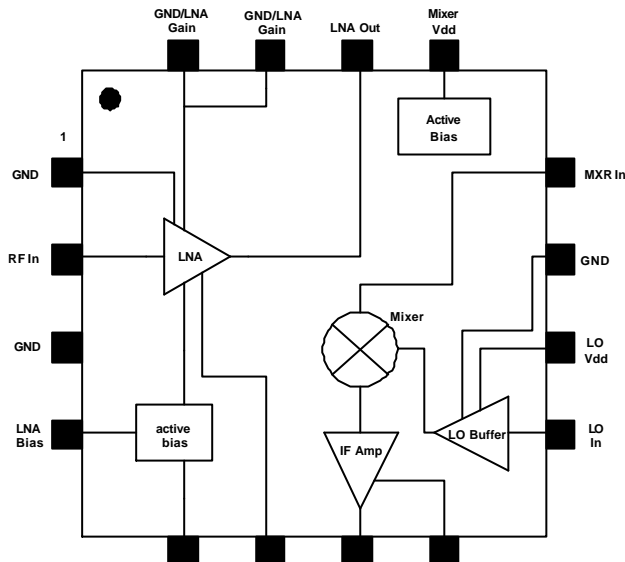 GND/LNA
Gain
GND/LNA
Gain
LNA Out
Mixer
Vdd
Active
Bias
1
GND
MXR In
RF In
LNA
GND
Mixer
GND
LO
Vdd
LNA
Bias
active
bias
IF Amp
LO Buffer
LO
In